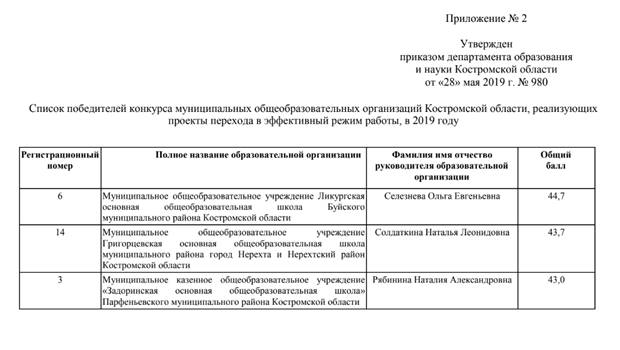 Приложение № 2
Утвержден
приказом департамента образования
и науки Костромской области
от «28» мая 2019 г. № 980
Список победителей конкурса муниципальных общеобразовательных организаций Костромской области, реализующих
проекты перехода в эффективный режим работы, в 2019 году
Регистрационный номер
Полное название образовательной организации
Фамилия имя отчество
руководителя образовательной
организации
Общий
балл
6
Муниципальное общеобразовательное учреждение Ликургская
основная общеобразовательная школа Буйского
муниципального района Костромской области
Селезнева Ольга Евгеньевна
44,7
14
Муниципальное общеобразовательное учреждение
Григорцевская основная общеобразовательная школа
муниципального района город Нерехта и Нерехтский район
Костромской области
Солдаткина Наталья Леонидовна
43,7
3
Муниципальное казенное общеобразовательное учреждение
«Задоринская основная общеобразовательная школа»
Парфеньевского муниципального района Костромской области
Рябинина Наталия Александровна
43,0